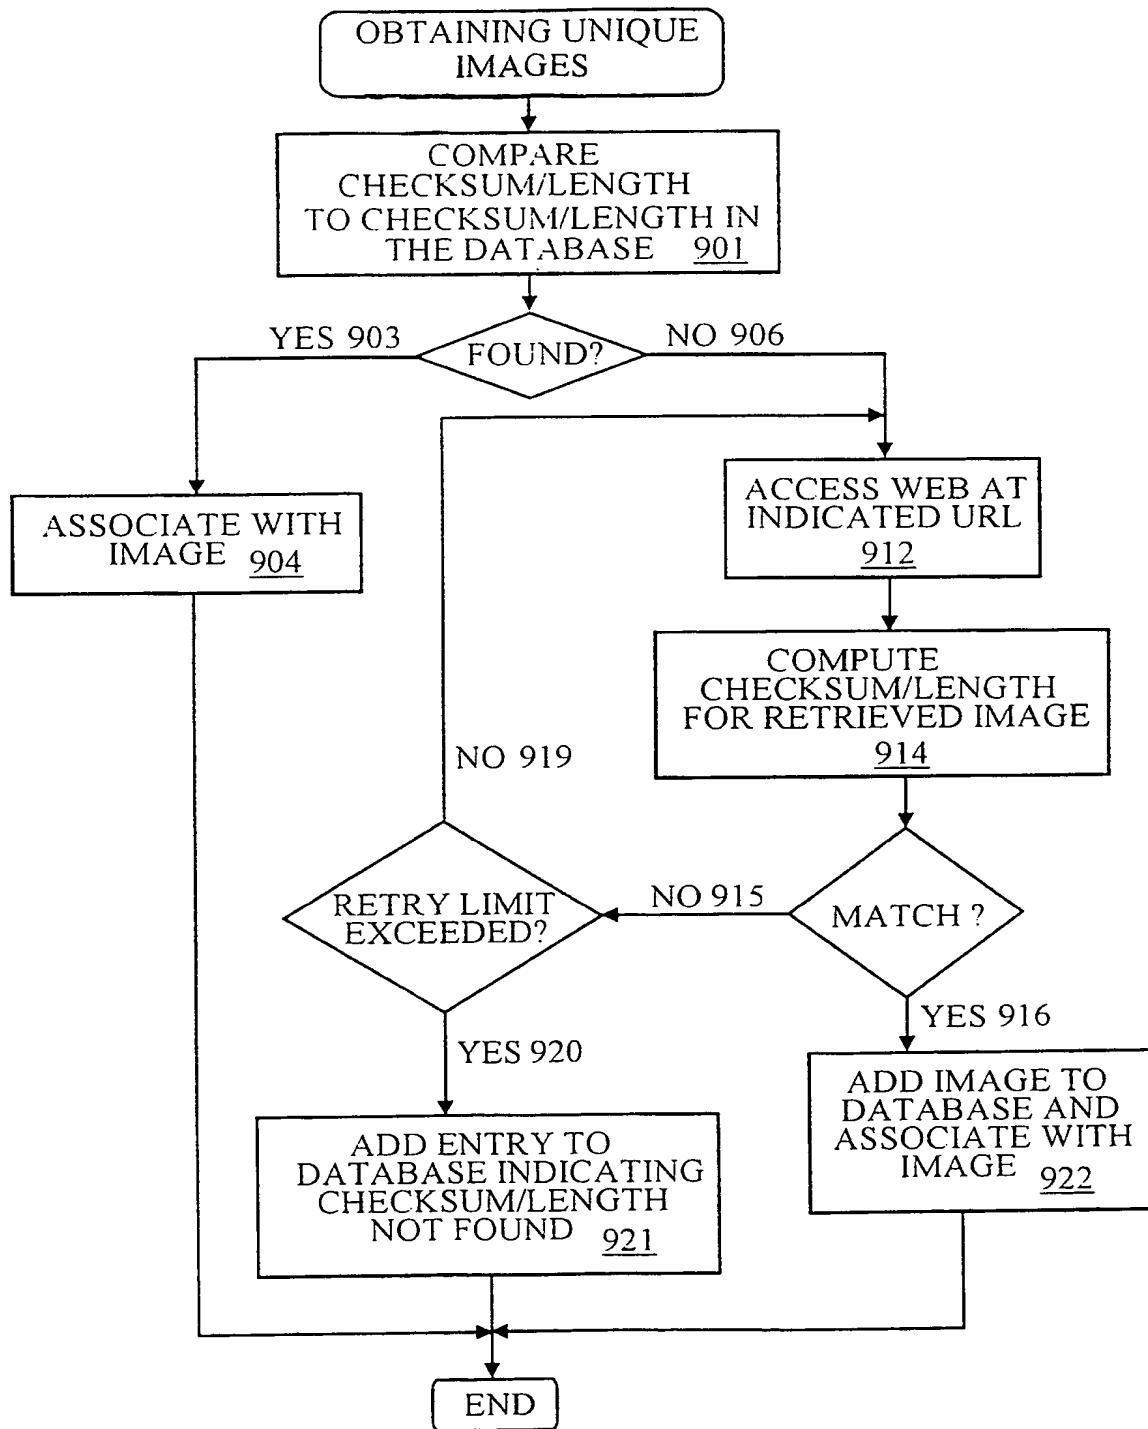 OBTAINING UNIQUE
IMAGES
COMPARE
CHECKSUM/LENGTH
TO CHECKSUM/LENGTH IN
THE DATABASE 901
YES 903
FOUND?
NO 906
ASSOCIATE WITH
IMAGE 904
ACCESS WEB AT
INDICATED URL
912
COMPUTE
CHECKSUM/LENGTH
FOR RETRIEVED IMAGE
914
NO 919
RETRY LIMIT
EXCEEDED?
NO 915
MATCH ?
YES 920
YES 916
ADD ENTRY TO
DATABASE INDICATING
CHECKSUM/LENGTH
NOT FOUND 921
ADD IMAGE TO
DATABASE AND
ASSOCIATE WITH
IMAGE 922
END